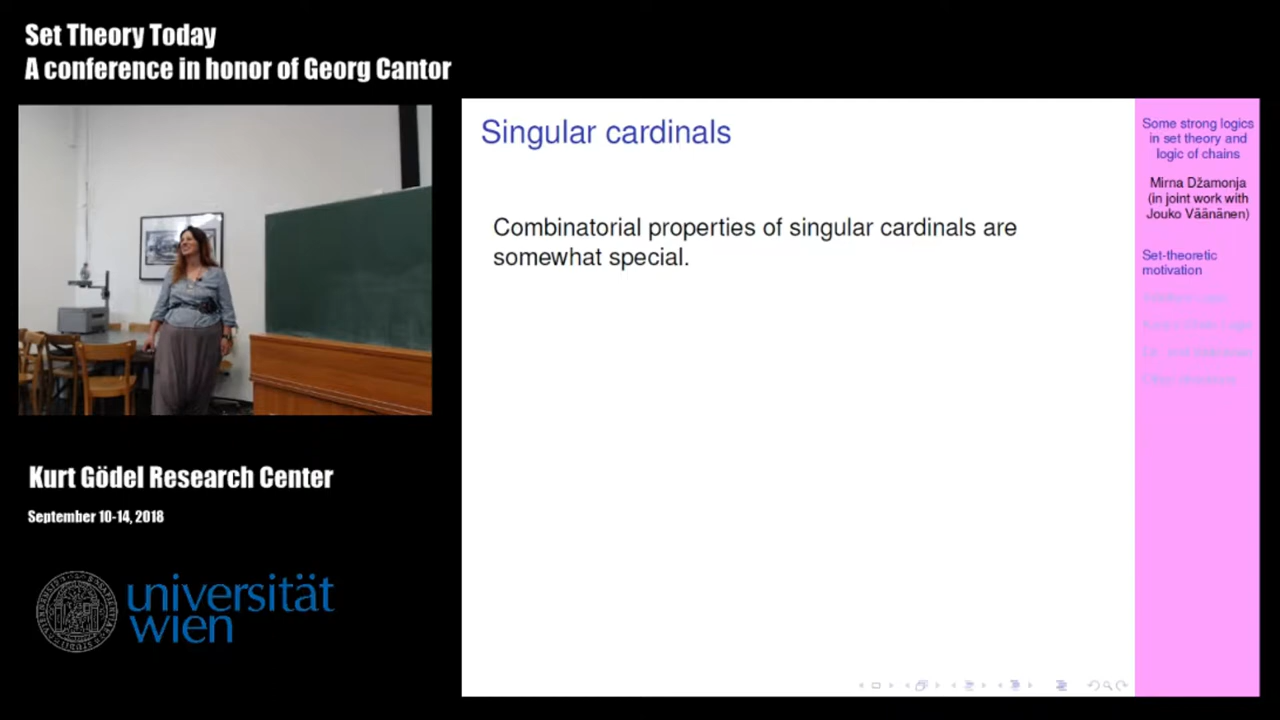 Set Theory Today
A conference in honor of Georg Cantor
Kurt Gödel Research Center
September 10-14, 2018
universität
wien
Singular cardinals
Combinatorial properties of singular cardinals are
somewhat special.
Some strong logics
in set theory and
logic of chains
Mirna Džamonja
(in joint work with
Jouko Väänänen)
Set-theoretic
motivation